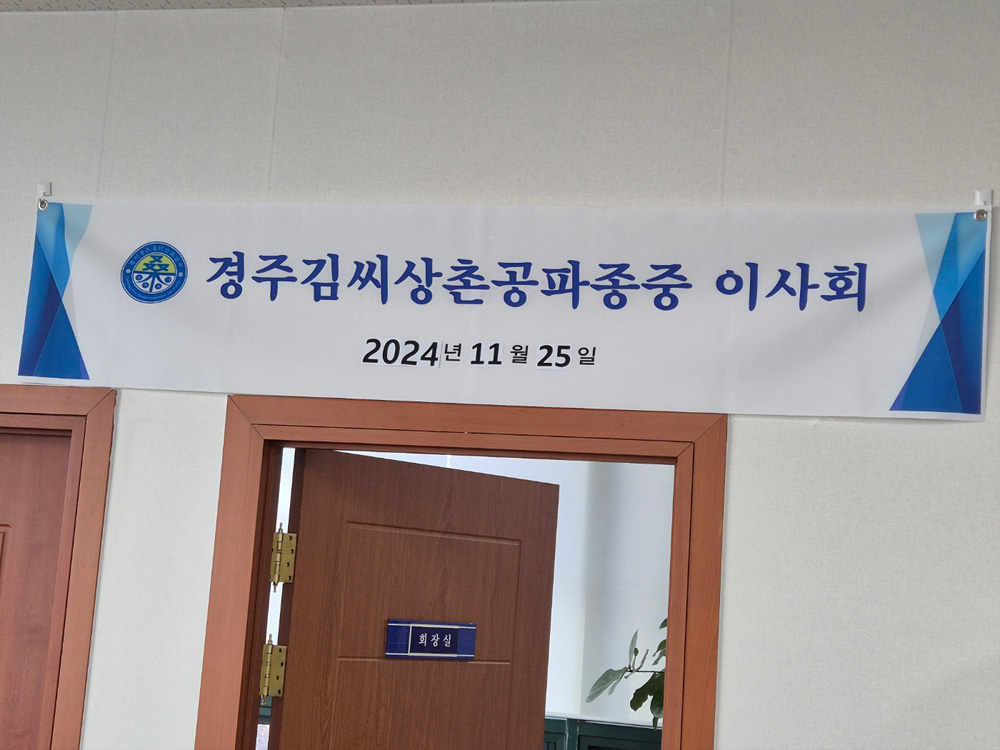 桑
경주김씨상촌공파종중 이사회
2024년 11월 25일
회장실